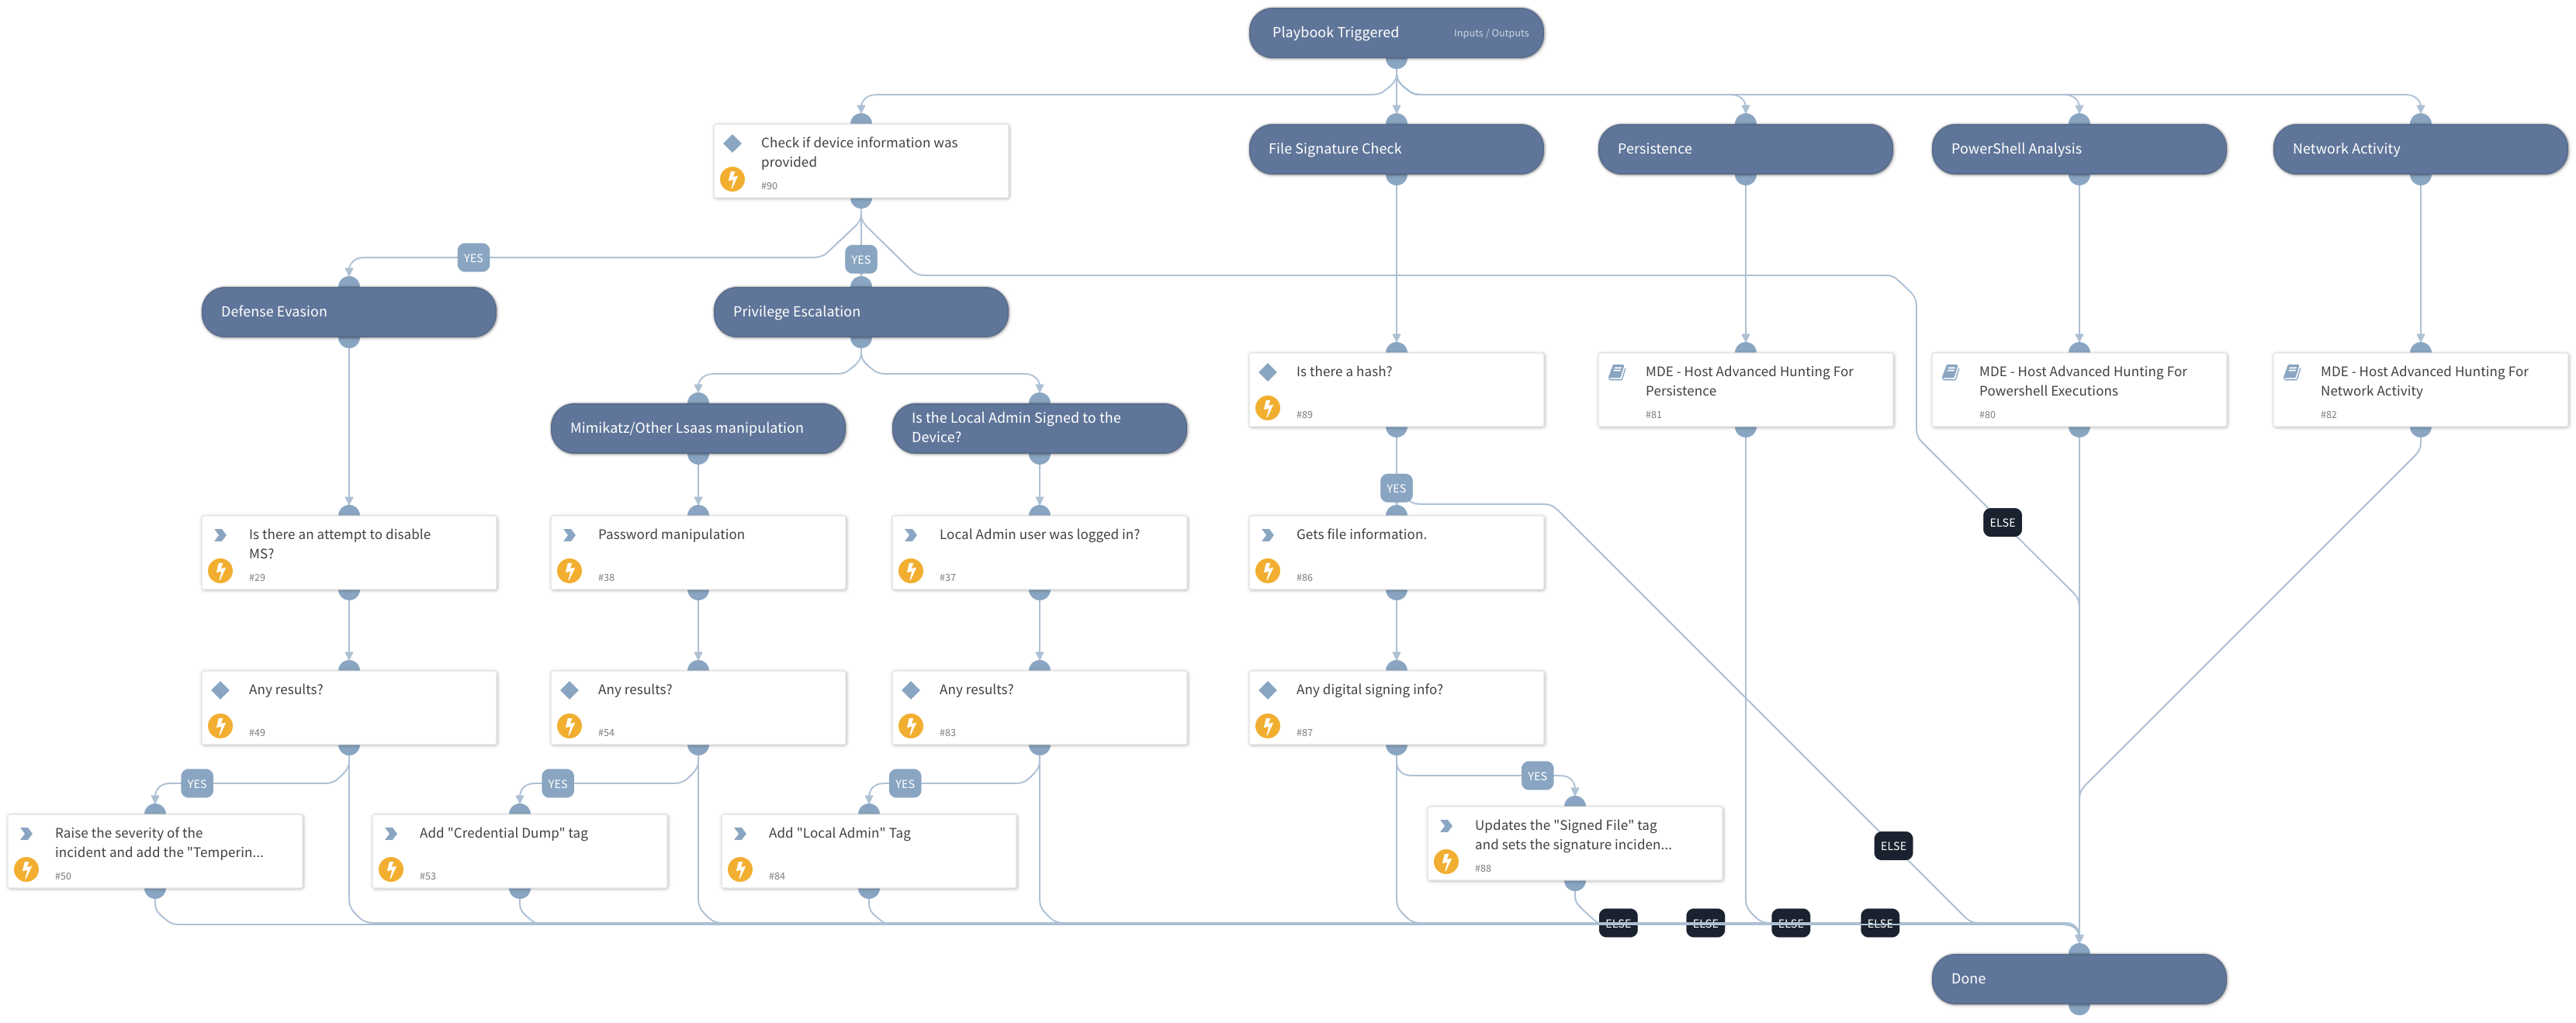 Playbook Triggered
Inputs / Outputs
Check if device information was
provided
#90
File Signature Check
Persistence
PowerShell Analysis
Network Activity
YES
YES
Defense Evasion
Privilege Escalation
Is there a hash?
#89
MDE - Host Advanced Hunting For
Persistence
#81
MDE - Host Advanced Hunting For
Powershell Executions
#80
MDE - Host Advanced Hunting For
Network Activity
#82
Mimikatz/Other Lsaas manipulation
Is the Local Admin Signed to the
Device?
YES
ELSE
Is there an attempt to disable
MS?
#29
Password manipulation
#38
Local Admin user was logged in?
#37
Gets file information.
#86
Any results?
#49
Any results?
#54
Any results?
#83
Any digital signing info?
#87
YES
YES
YES
YES
Raise the severity of the
incident and add the "Temperin...
#50
Add "Credential Dump" tag
#53
Add "Local Admin" Tag
#84
Updates the "Signed File" tag
and sets the signature inciden...
#88
ELSE
ELSE
ELSE
ELSE
ELSE
Done